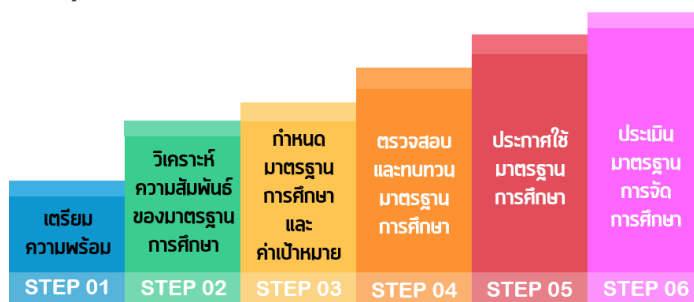 เตรียม
ความพร้อม
STEP 01
วิเคราะห์
ความสัมพันธ์
ของมาตรฐาน
การศึกษา
STEP 02
กำหนด
มาตรฐาน
การศึกษา
และ
ค่าเป้าหมาย
STEP 03
ตรวจสอบ
และทบทวน
มาตรฐาน
การศึกษา
STEP 04
ประกาศใช้
มาตรฐาน
การศึกษา
STEP 05
ประเมิน
มาตรฐาน
การจัด
การศึกษา
STEP 06